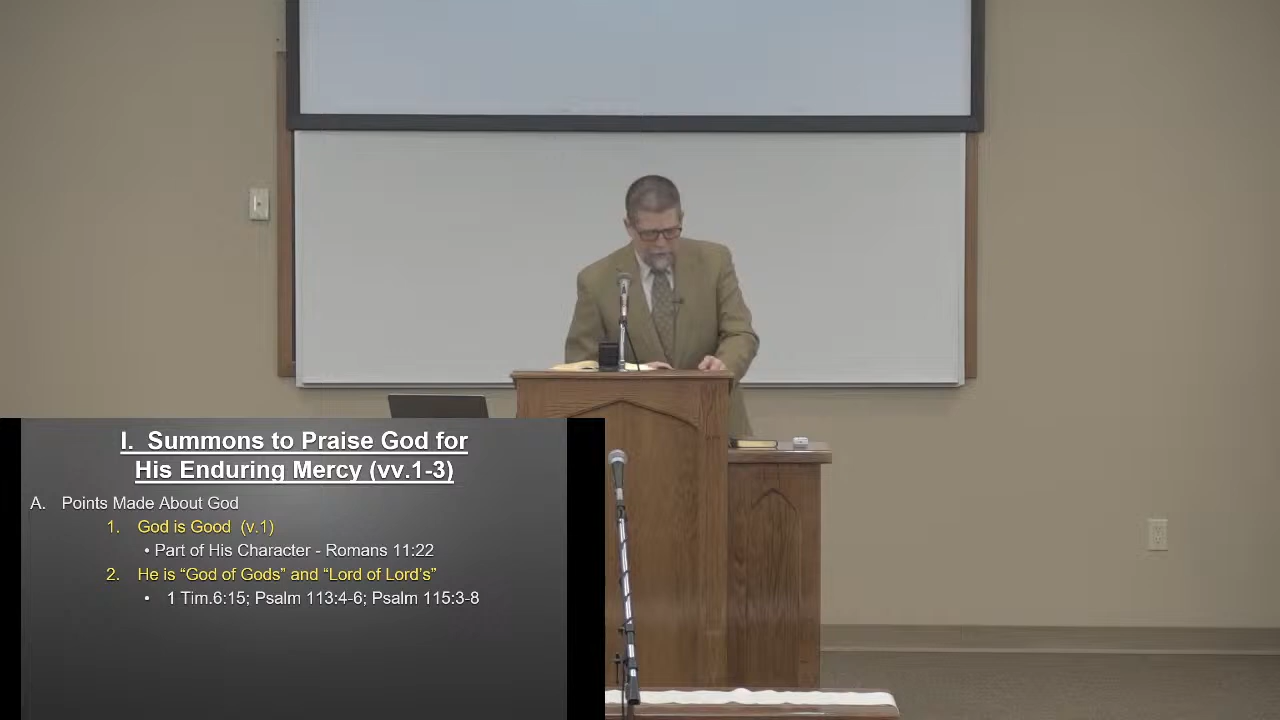 I. Summons to Praise God for
His Enduring Mercy (vv.1-3)
A. Points Made About God
1. God is Good (v.1)
• Part of His Character - Romans 11:22
2. He is “God of Gods” and “Lord of Lord’s”
• 1 Tim.6:15; Psalm 113:4-6; Psalm 115:3-8